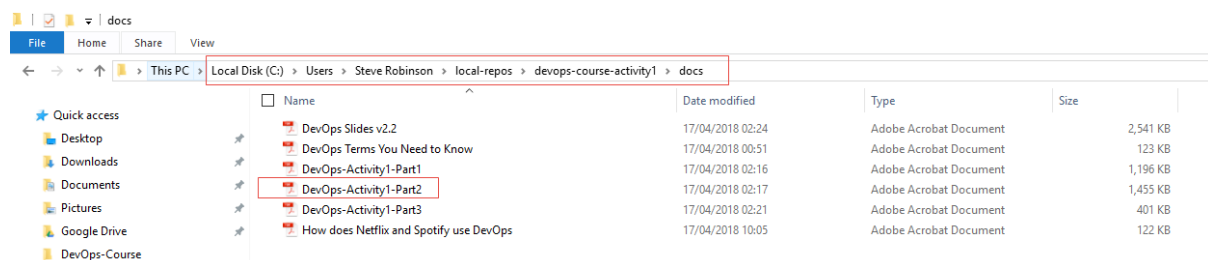 docs
File Home Share View
This PC > Local Disk (C:) > Users > Steve Robinson > local-repos > devops-course-activity1 > docs
Name Date modified Type Size
Quick access
DevOps Slides v2.2 17/04/2018 02:24 Adobe Acrobat Document 2,541 KB
Desktop
DevOps Terms You Need to Know 17/04/2018 00:51 Adobe Acrobat Document 123 KB
Downloads
DevOps-Activity1-Part1 17/04/2018 02:16 Adobe Acrobat Document 1,196 KB
Documents
DevOps-Activity1-Part2 17/04/2018 02:17 Adobe Acrobat Document 1,455 KB
Pictures
DevOps-Activity1-Part3 17/04/2018 02:21 Adobe Acrobat Document 401 KB
Google Drive
How does Netflix and Spotify use DevOps 17/04/2018 10:05 Adobe Acrobat Document 122 KB
DevOps-Course